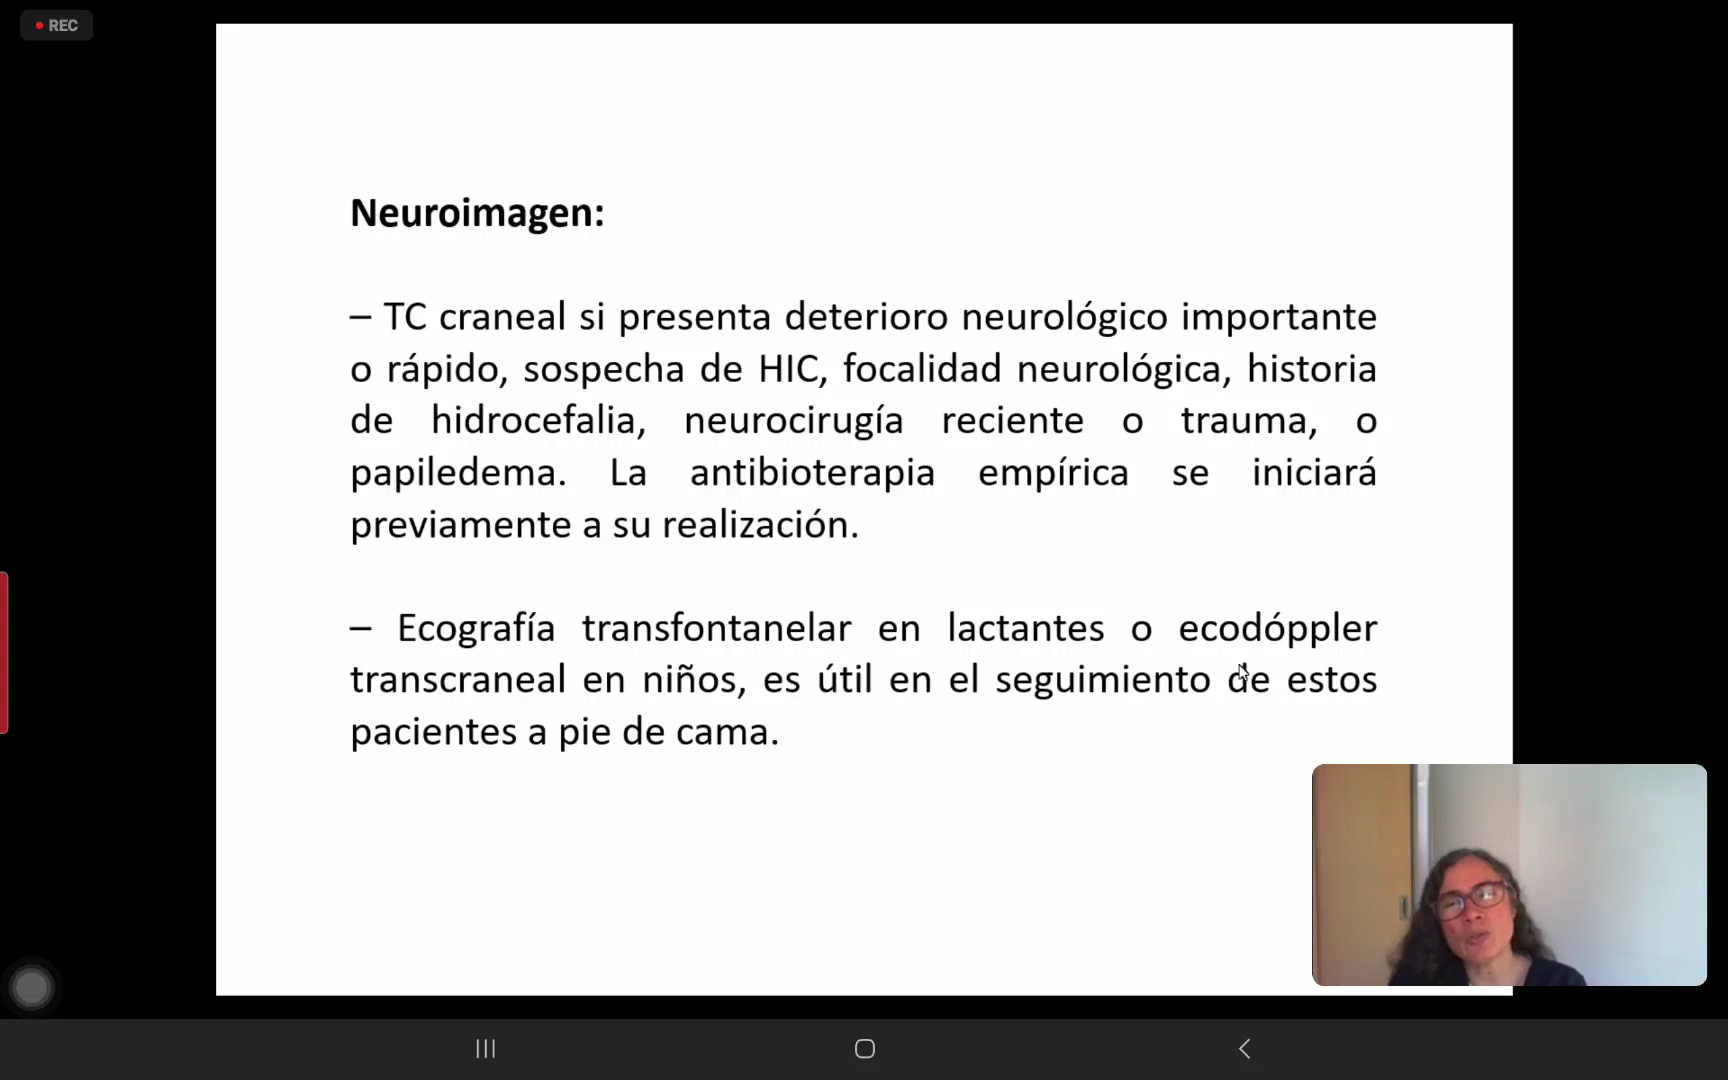 REC
Neuroimagen:
– TC craneal si presenta deterioro neurológico importante
o rápido, sospecha de HIC, focalidad neurológica, historia
de hidrocefalia, neurocirugía reciente o trauma, o
papiledema. La antibioterapia empírica se iniciará
previamente a su realización.
– Ecografía transfontanelar en lactantes o ecodóppler
transcraneal en niños, es útil en el seguimiento de estos
pacientes a pie de cama.